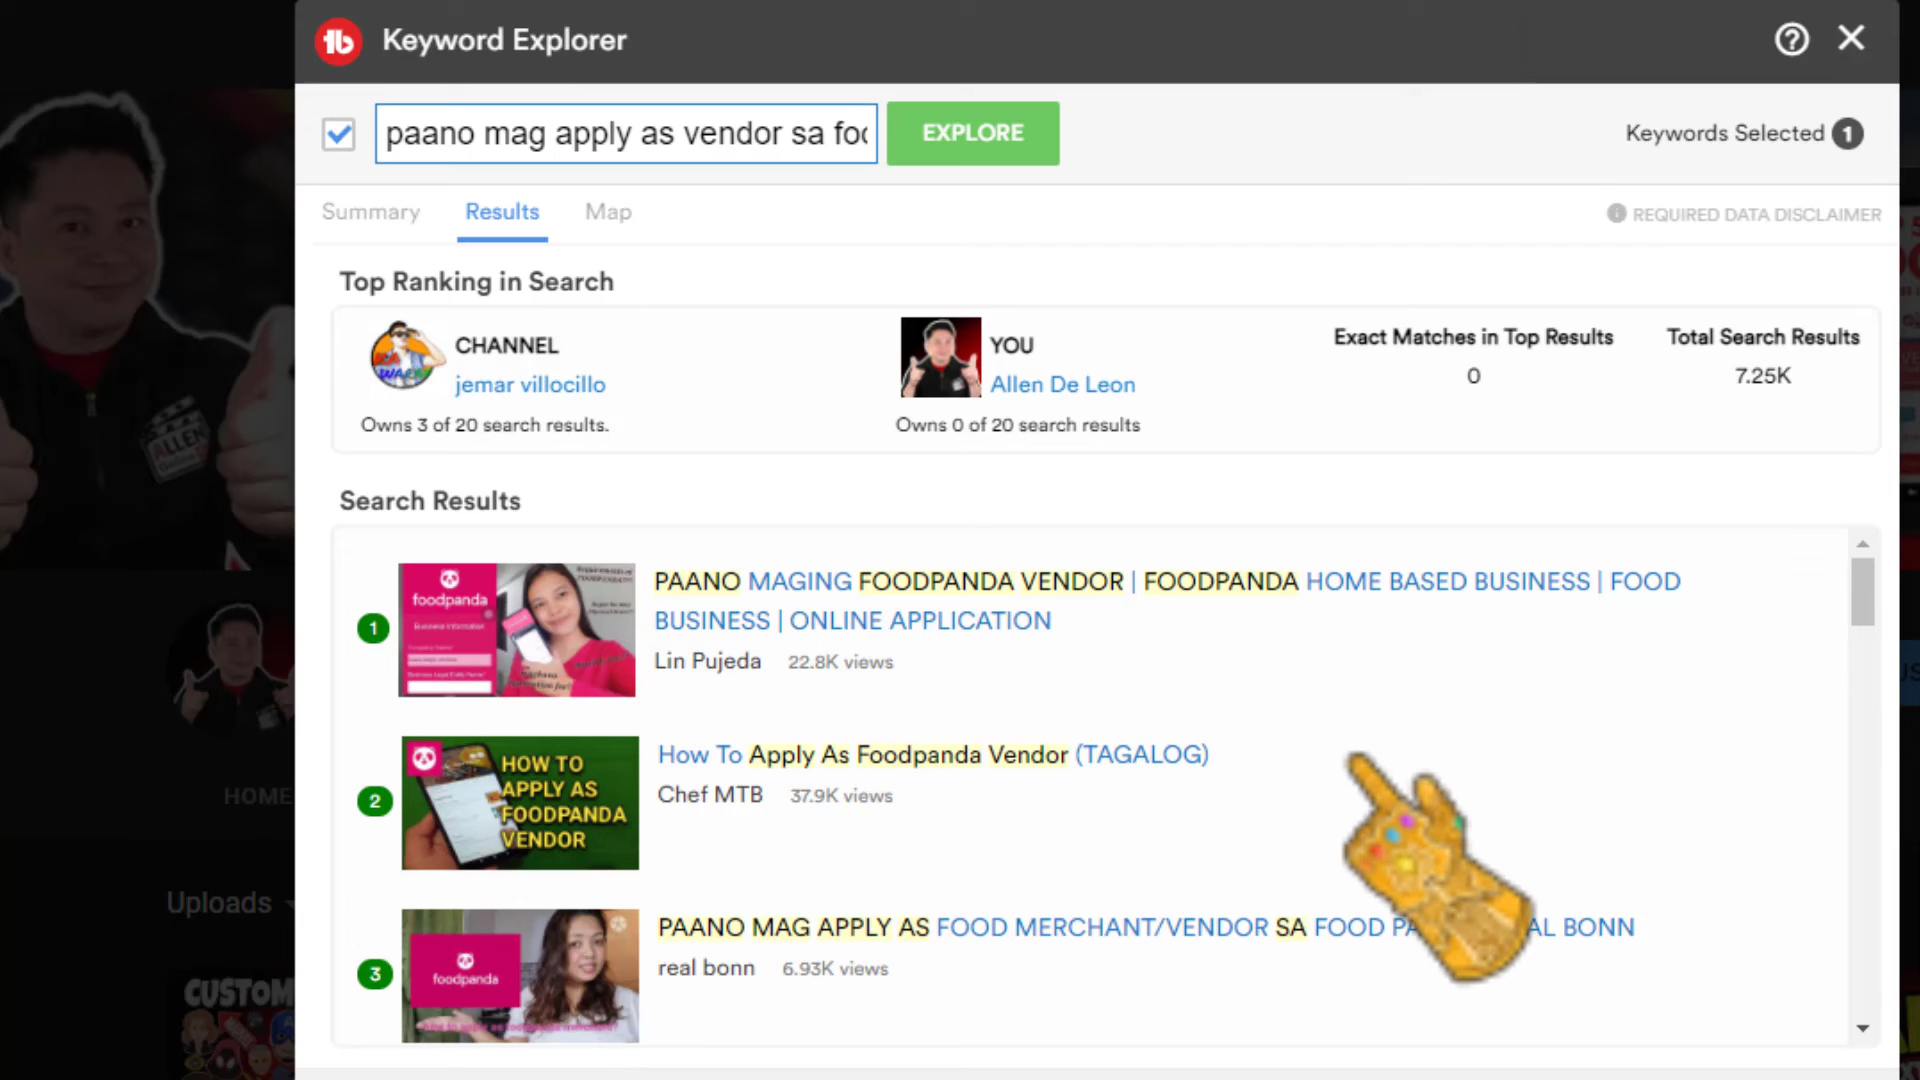 Keyword Explorer
paano mag apply as vendor sa foo
EXPLORE
Keywords Selected 1
Summary
Results
Map
REQUIRED DATA DISCLAIMER
Top Ranking in Search
CHANNEL
jemar villocillo
Owns 3 of 20 search results.
YOU
Allen De Leon
Owns 0 of 20 search results
Exact Matches in Top Results
0
Total Search Results
7.25K
Search Results
1
foodpanda
Business Information
PAANO MAGING FOODPANDA VENDOR | FOODPANDA HOME BASED BUSINESS | FOOD
BUSINESS | ONLINE APPLICATION
Lin Pujeda 22.8K views
2
HOW TO
APPLY AS
FOODPANDA
VENDOR
How To Apply As Foodpanda Vendor (TAGALOG)
Chef MTB 37.9K views
3
foodpanda
PAANO MAG APPLY AS FOOD MERCHANT/VENDOR SA FOOD PA AL BONN
real bonn 6.93K views
ALLEN
HOME
Uploads
CUSTOM